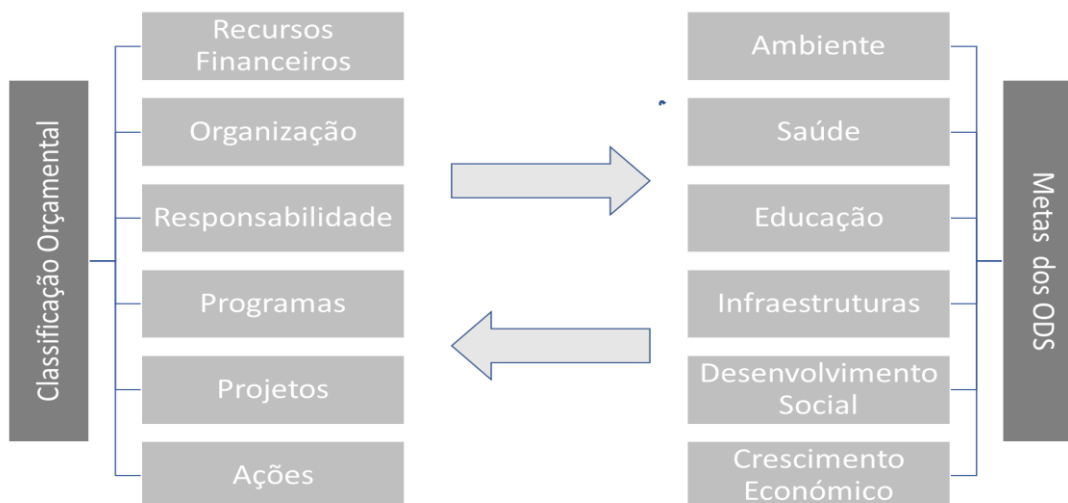 Classificação Orçamental
Recursos
Financeiros
Organização
Responsabilidade
Programas
Projetos
Ações
Ambiente
Saúde
Educação
Infraestruturas
Desenvolvimento
Social
Crescimento
Económico
Metas dos ODS